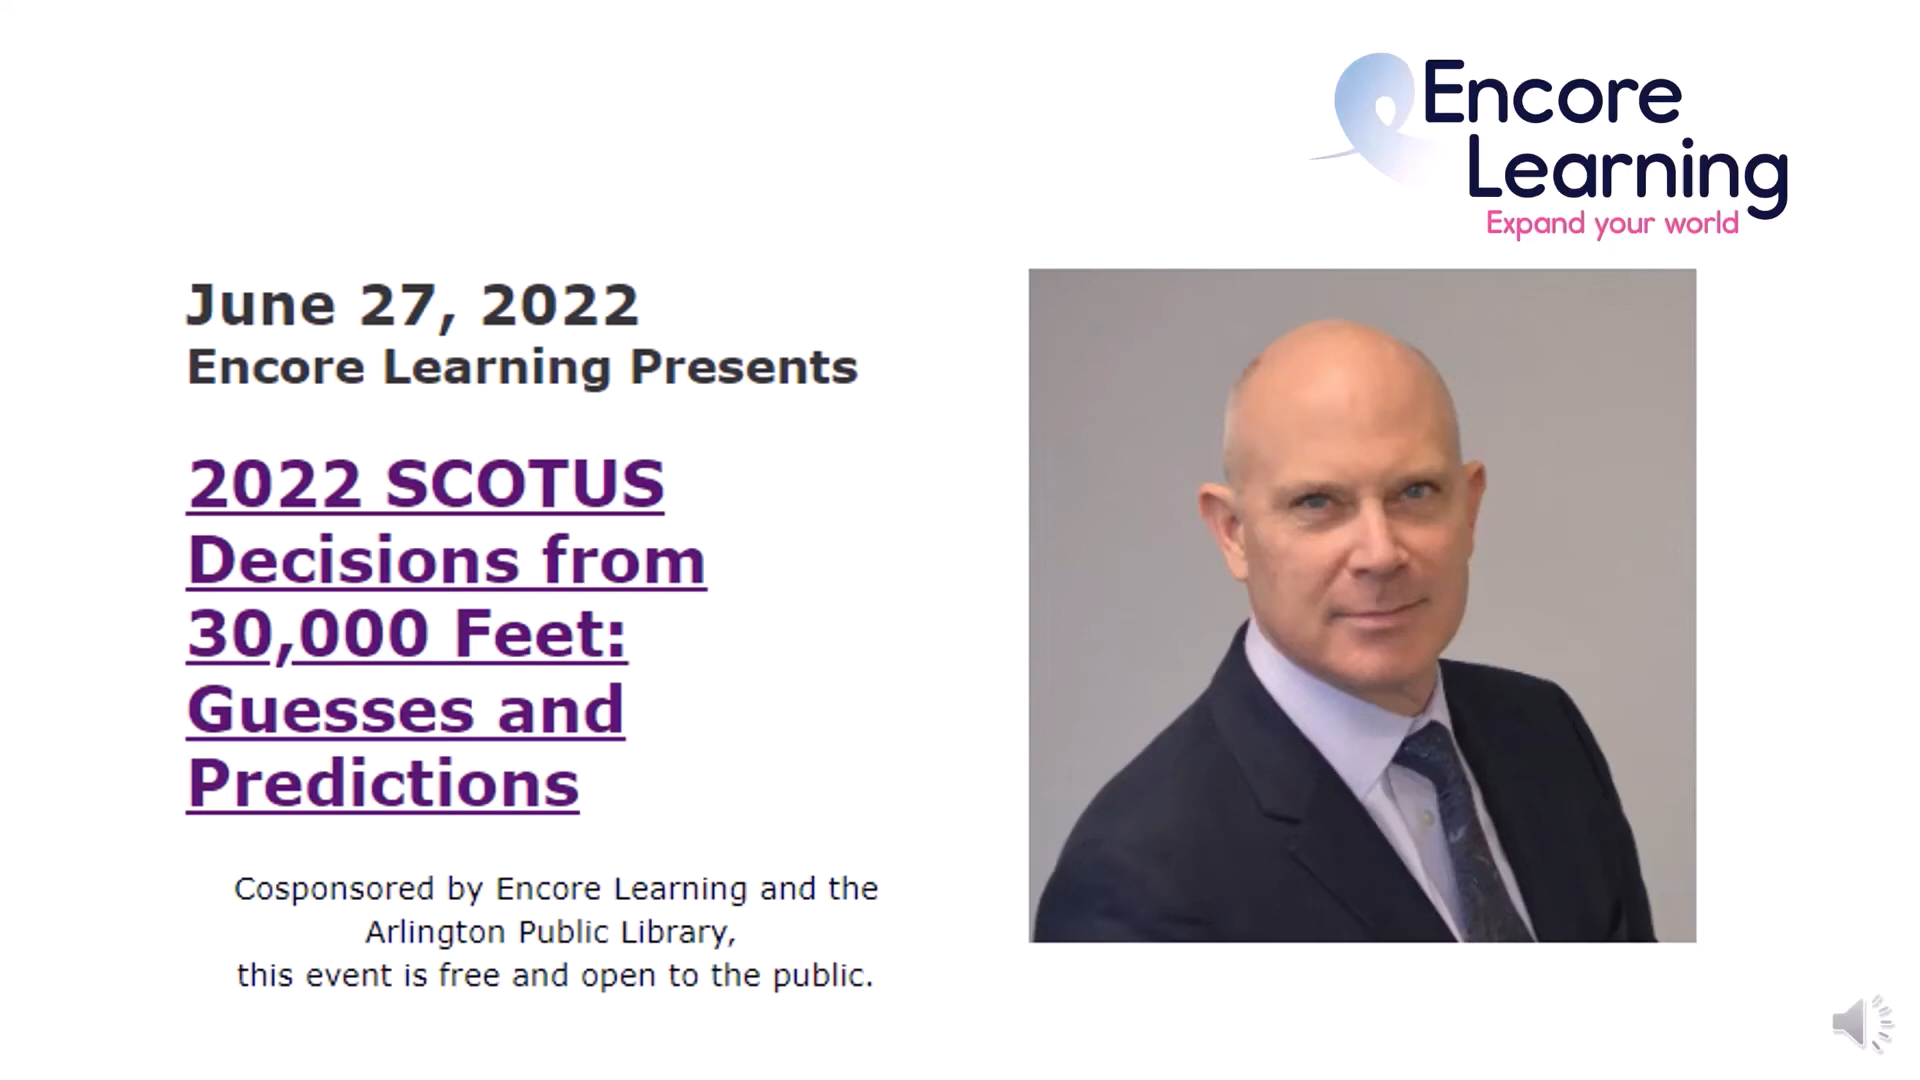 Encore
Learning
Expand your world
June 27, 2022
Encore Learning Presents
2022 SCOTUS
Decisions from
30,000 Feet:
Guesses and
Predictions
Cosponsored by Encore Learning and the
Arlington Public Library,
this event is free and open to the public.